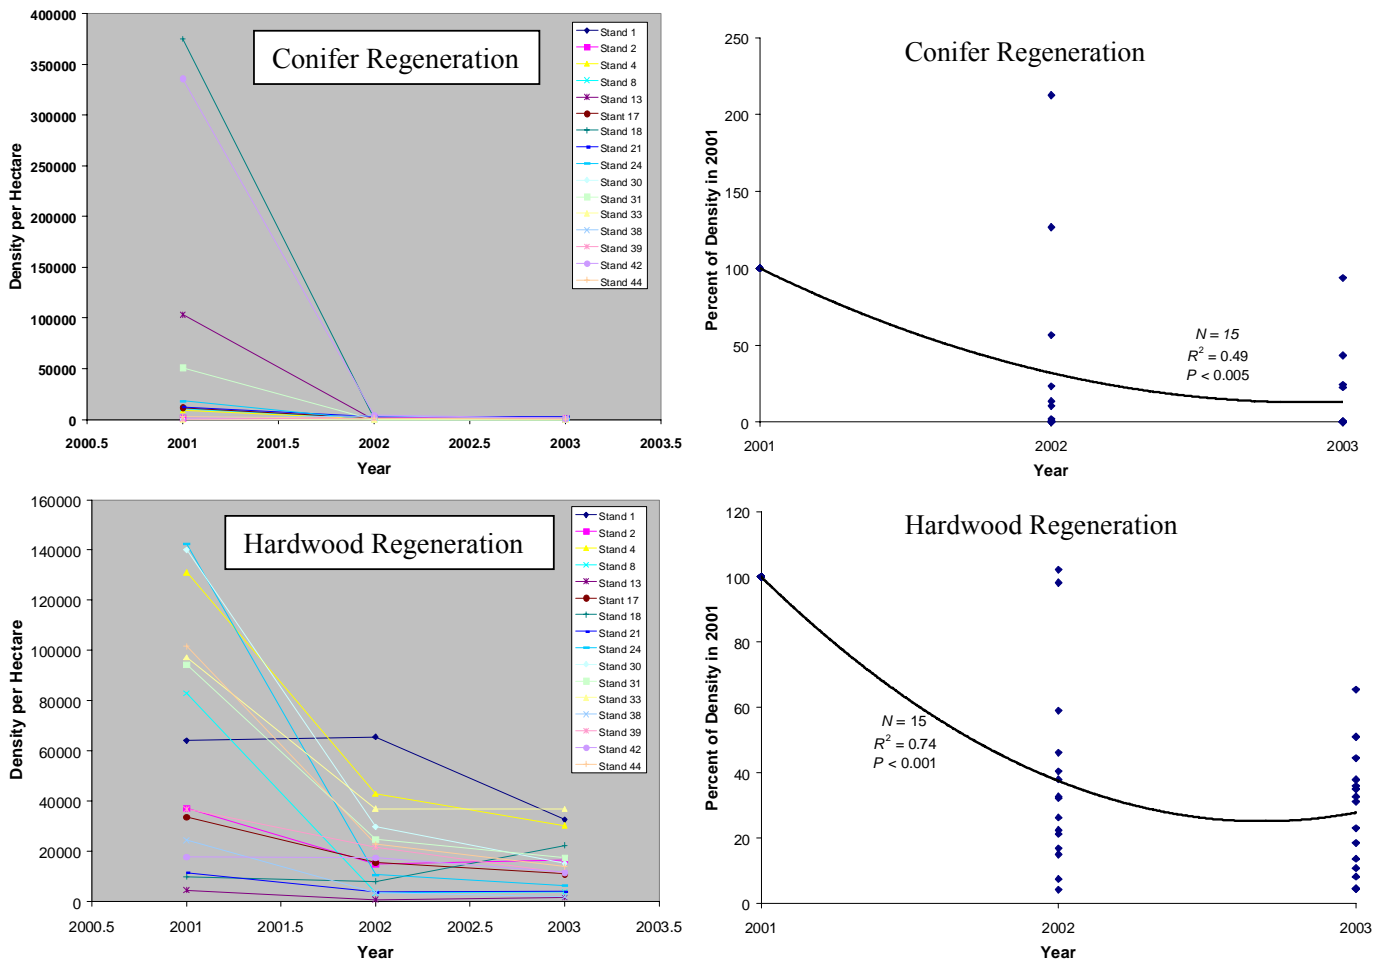 400000
350000
300000
250000
200000
150000
100000
50000
0
2000.5
2001
2001.5
2002
2002.5
2003
2003.5
Density per Hectare
Year
Conifer Regeneration
Stand 1
Stand 2
Stand 4
Stand 8
Stand 13
Stant 17
Stand 18
Stand 21
Stand 24
Stand 30
Stand 31
Stand 33
Stand 38
Stand 39
Stand 42
Stand 44
Conifer Regeneration
250
200
150
100
50
0
2001
2002
2003
Percent of Density in 2001
Year
N = 15
R² = 0.49
P < 0.005
160000
140000
120000
100000
80000
60000
40000
20000
0
2000.5
2001
2001.5
2002
2002.5
2003
2003.5
Density per Hectare
Year
Hardwood Regeneration
Stand 1
Stand 2
Stand 4
Stand 8
Stand 13
Stant 17
Stand 18
Stand 21
Stand 24
Stand 30
Stand 31
Stand 33
Stand 38
Stand 39
Stand 42
Stand 44
Hardwood Regeneration
120
100
80
60
40
20
0
2001
2002
2003
Percent of Density in 2001
Year
N = 15
R² = 0.74
P < 0.001